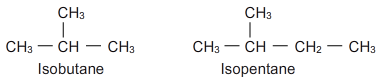 CH₃ CH₃
CH₃ — CH — CH₃ CH₃ — CH — CH₂ — CH₃
Isobutane Isopentane